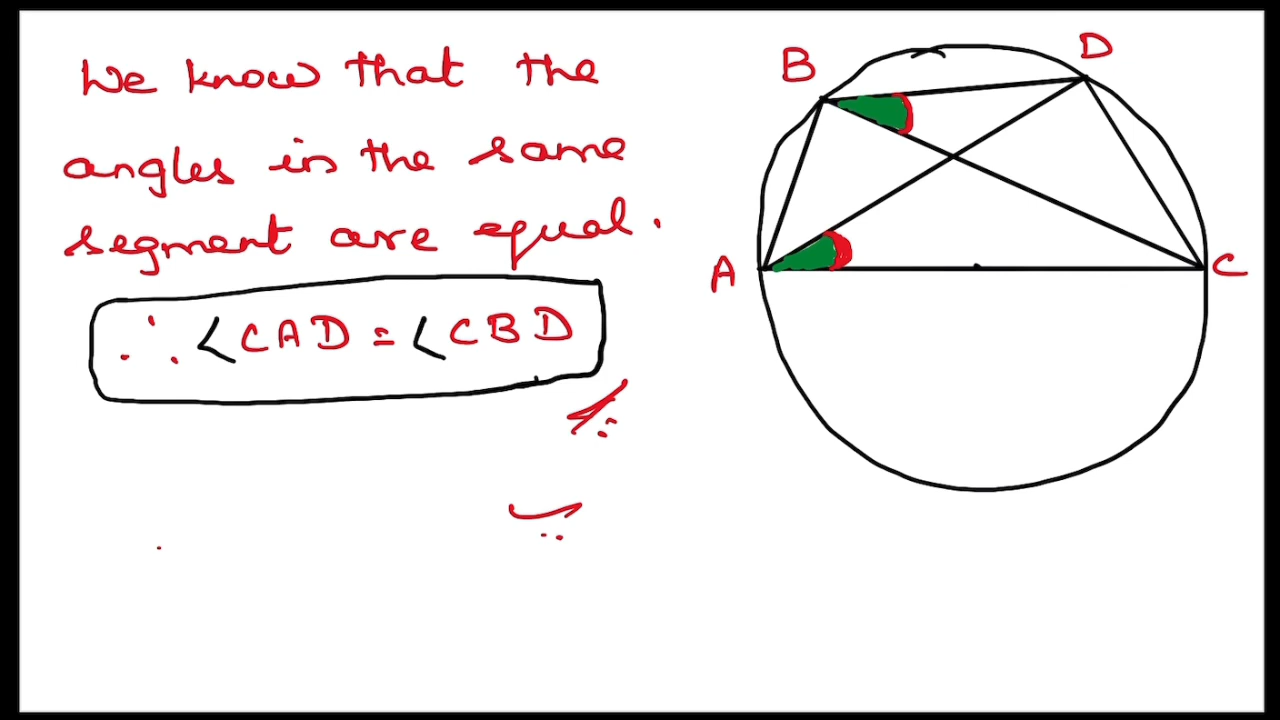 We know that the
angles in the same
segment are equal.
∴ ∠CAD = ∠CBD
B
D
A
C